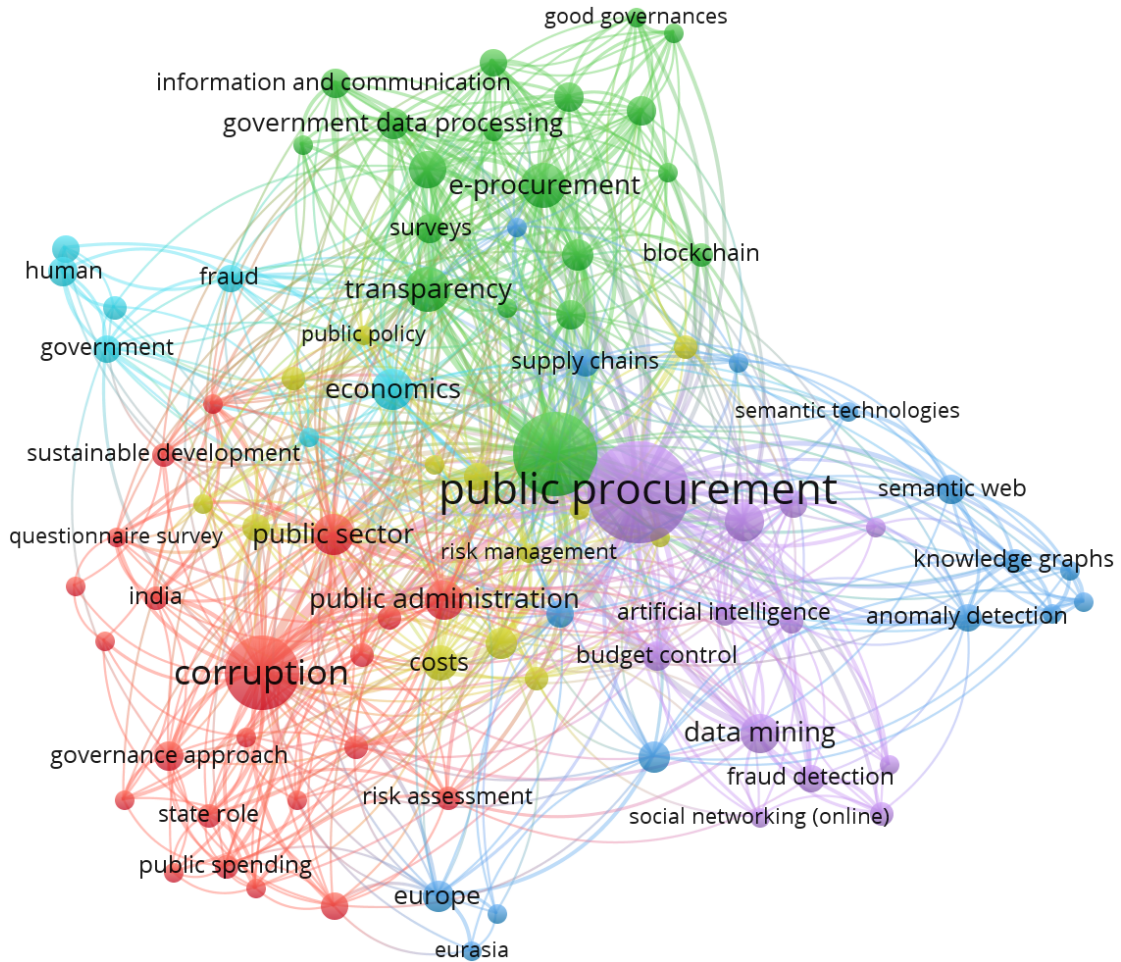 good governances
information and communication
government data processing
e-procurement
surveys
blockchain
human
fraud
transparency
public policy
government
supply chains
economics
semantic technologies
sustainable development
public procurement
semantic web
questionnaire survey
public sector
risk management
knowledge graphs
india
public administration
artificial intelligence
anomaly detection
corruption
costs
budget control
data mining
governance approach
fraud detection
risk assessment
state role
social networking (online)
public spending
europe
eurasia